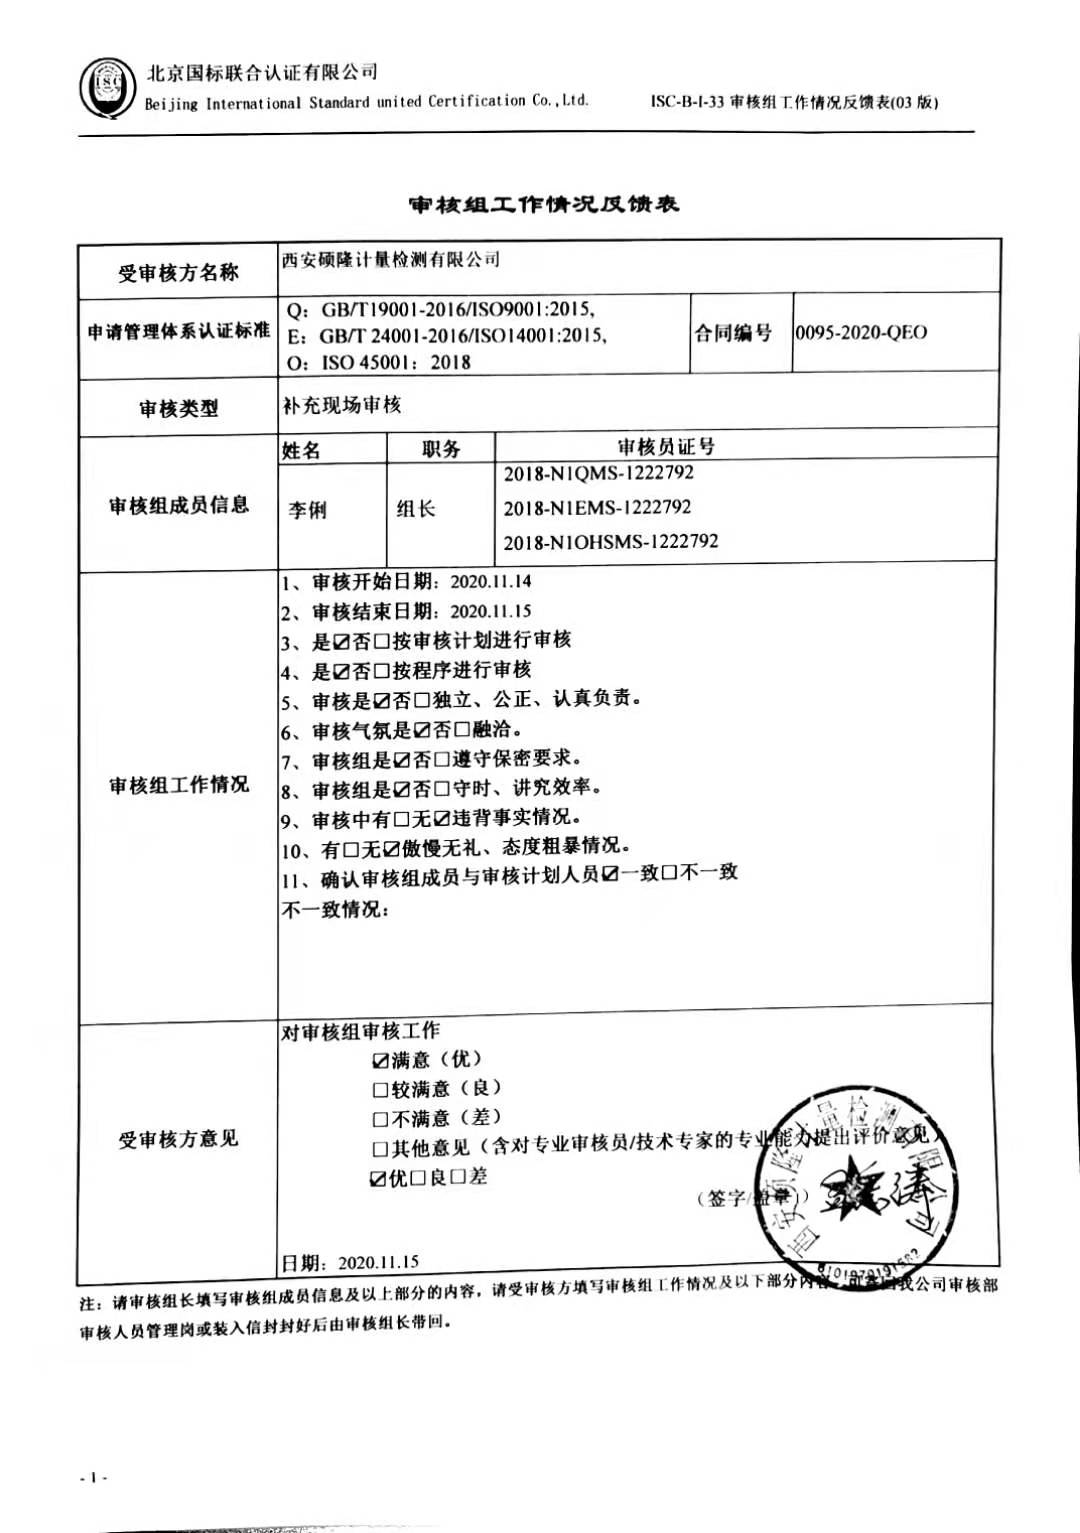 ISC
北京国标联合认证有限公司
Beijing International Standard united Certification Co.,Ltd.
ISC-B-I-33 审核组工作情况反馈表(03 版)
审核组工作情况反馈表
受审核方名称
西安硕隆计量检测有限公司
申请管理体系认证标准
Q：GB/T19001-2016/ISO9001:2015,
E：GB/T 24001-2016/ISO14001:2015,
O：ISO 45001：2018
合同编号
0095-2020-QEO
审核类型
补充现场审核
审核组成员信息
姓名
职务
审核员证号
李俐
组长
2018-N1QMS-1222792
2018-N1EMS-1222792
2018-N1OHSMS-1222792
审核组工作情况
1、审核开始日期：2020.11.14
2、审核结束日期：2020.11.15
3、是☑否☐按审核计划进行审核
4、是☑否☐按程序进行审核
5、审核是☑否☐独立、公正、认真负责。
6、审核气氛是☑否☐融洽。
7、审核组是☑否☐遵守保密要求。
8、审核组是☑否☐守时、讲究效率。
9、审核中有☐无☑违背事实情况。
10、有☐无☑傲慢无礼、态度粗暴情况。
11、确认审核组成员与审核计划人员☑一致☐不一致
不一致情况：
受审核方意见
对审核组审核工作
☑满意（优）
☐较满意（良）
☐不满意（差）
☐其他意见（含对专业审核员/技术专家的专业能力提出评价意见）
☑优☐良☐差
（签字/盖章）
西安硕隆计量检测有限公司
日期：2020.11.15
注：请审核组长填写审核组成员信息及以上部分的内容，请受审核方填写审核组工作情况及以下部分内容，可寄回我公司审核部
审核人员管理岗或装入信封封好后由审核组长带回。
- 1 -